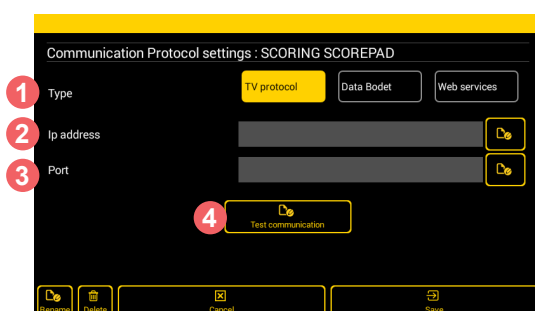 Communication Protocol settings : SCORING SCOREPAD
1 Type TV protocol Data Bodet Web services
2 Ip address
3 Port
4 Test communication
Rename Delete Cancel Save